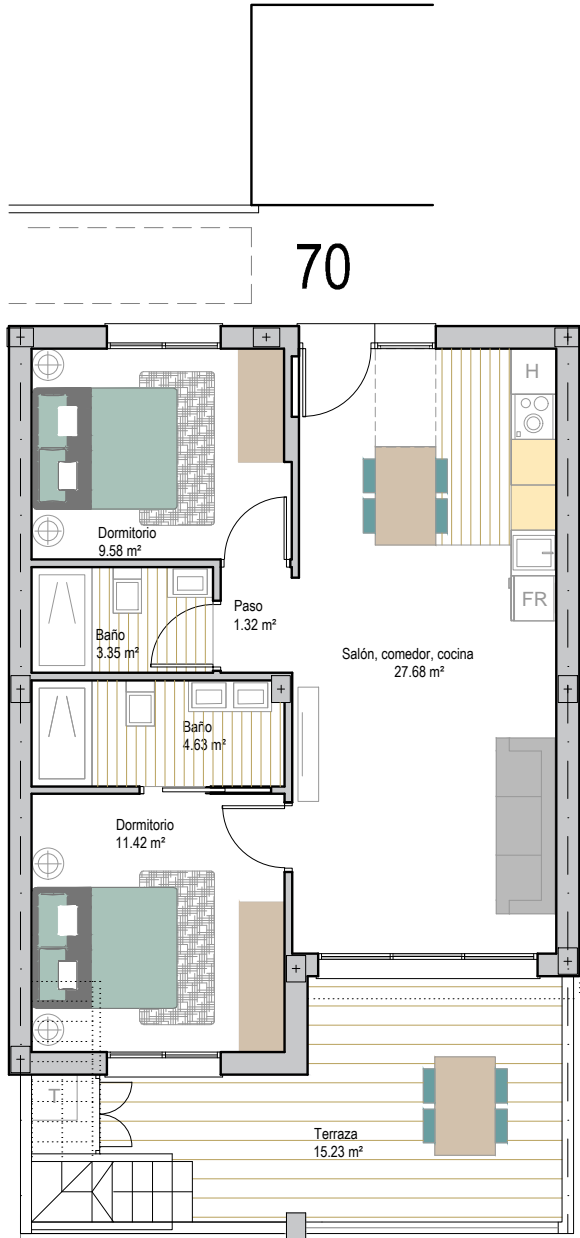 70
H
Dormitorio
9.58 m²
FR
Paso
1.32 m²
Baño
3.35 m²
Salón, comedor, cocina
27.68 m²
Baño
4.63 m²
Dormitorio
11.42 m²
T
Terraza
15.23 m²